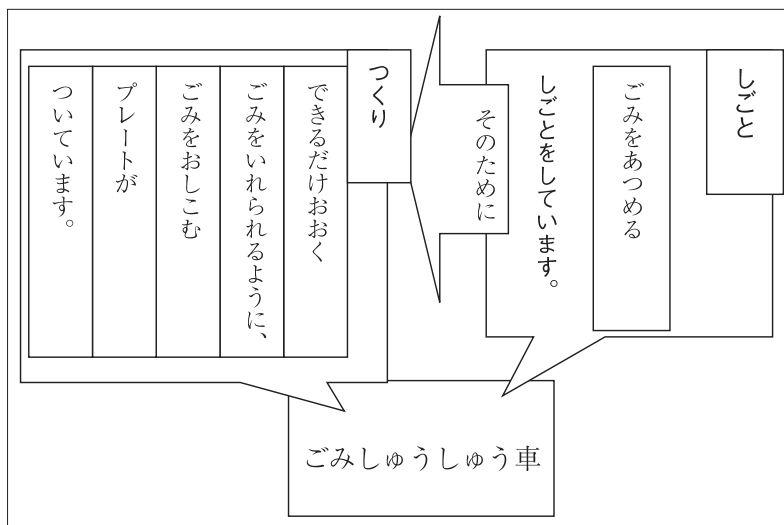 しごと
ごみをあつめる
しごとをしています。
そのために
つくり
できるだけおおく
ごみをいれられるように、
ごみをおしこむ
プレートが
ついています。
ごみしゅうしゅう車